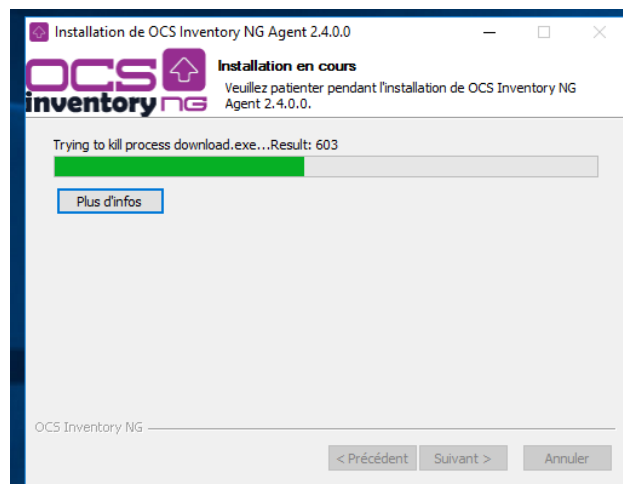 Installation de OCS Inventory NG Agent 2.4.0.0
OCS
inventory NG
Installation en cours
Veuillez patienter pendant l'installation de OCS Inventory NG
Agent 2.4.0.0.
Trying to kill process download.exe...Result: 603
Plus d'infos
OCS Inventory NG
< Précédent
Suivant >
Annuler